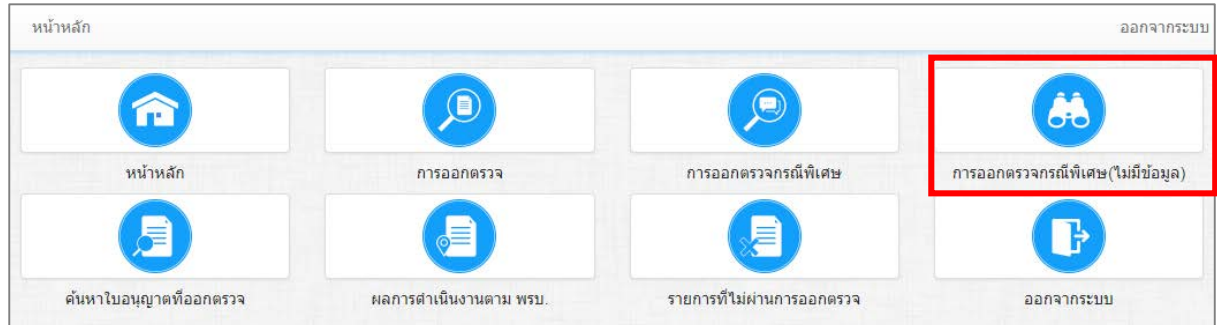 หน้าหลัก ออกจากระบบ
หน้าหลัก การออกตรวจ การออกตรวจกรณีพิเศษ การออกตรวจกรณีพิเศษ(ไม่มีข้อมูล)
ค้นหาใบอนุญาตที่ออกตรวจ ผลการดำเนินงานตาม พรบ. รายการที่ไม่ผ่านการออกตรวจ ออกจากระบบ